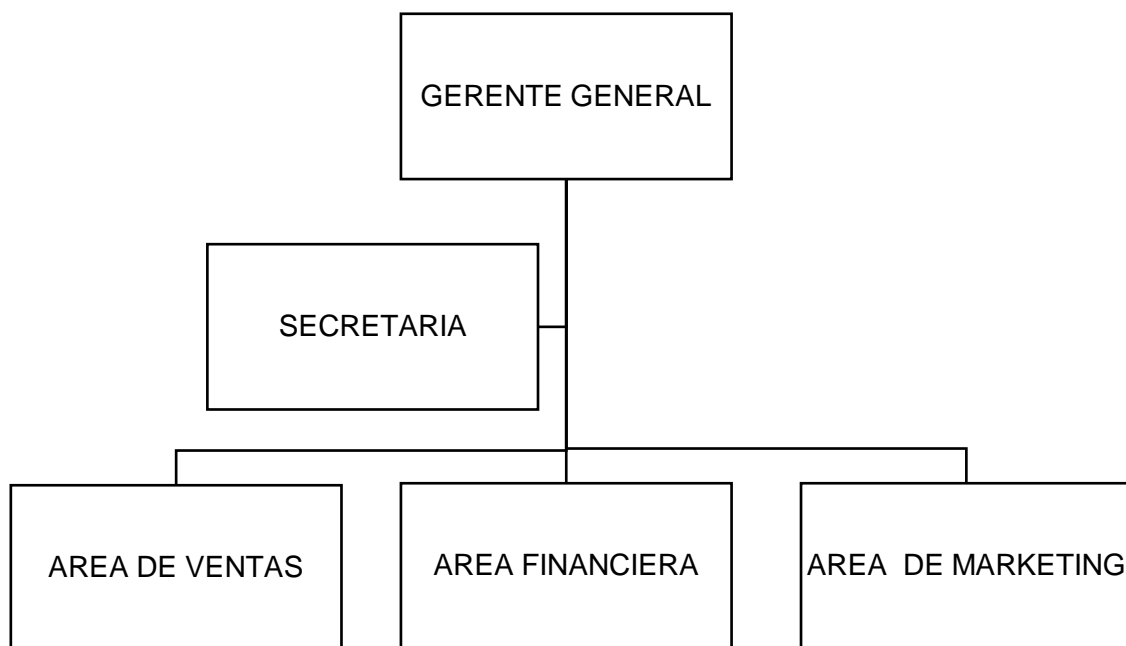 GERENTE GENERAL
SECRETARIA
AREA DE VENTAS
AREA FINANCIERA
AREA DE MARKETING